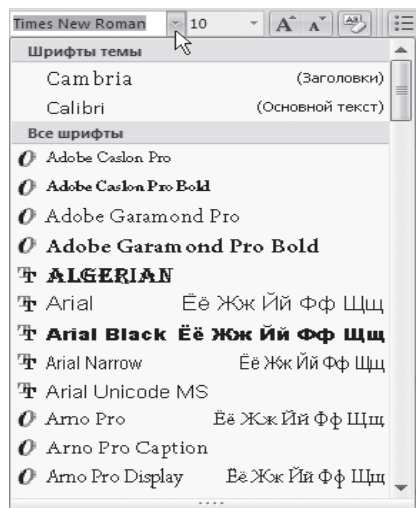 Times New Roman 10
Шрифты темы
Cambria (Заголовки)
Calibri (Основной текст)
Все шрифты
Adobe Caslon Pro
Adobe Caslon Pro Bold
Adobe Garamond Pro
Adobe Garamond Pro Bold
ALGERIAN
Arial Ёё Жж Йй Фф Щщ
Arial Black Ёё Жж Йй Фф Щщ
Arial Narrow Ёё Жж Йй Фф Щщ
Arial Unicode MS
Arno Pro Ёё Жж Йй Фф Щщ
Arno Pro Caption
Arno Pro Display Ёё Жж Йй Фф Щщ